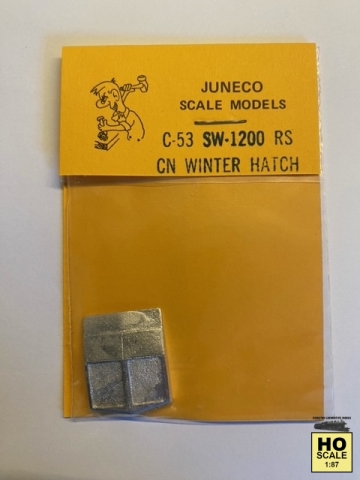 JUNECO
SCALE MODELS
C-53 SW-1200 RS
CN WINTER HATCH
HO
SCALE
1:87